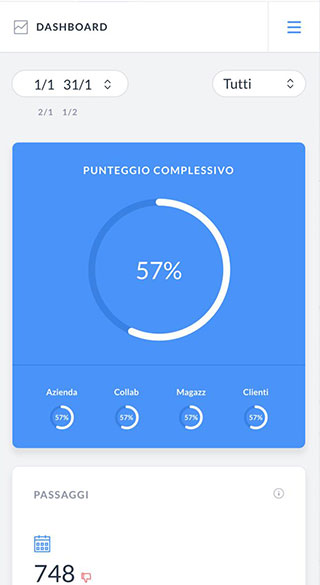 DASHBOARD
1/1 31/1 Tutti
2/1 1/2
PUNTEGGIO COMPLESSIVO
57%
Azienda Collab Magazz Clienti
57% 57% 57% 57%
PASSAGGI
748